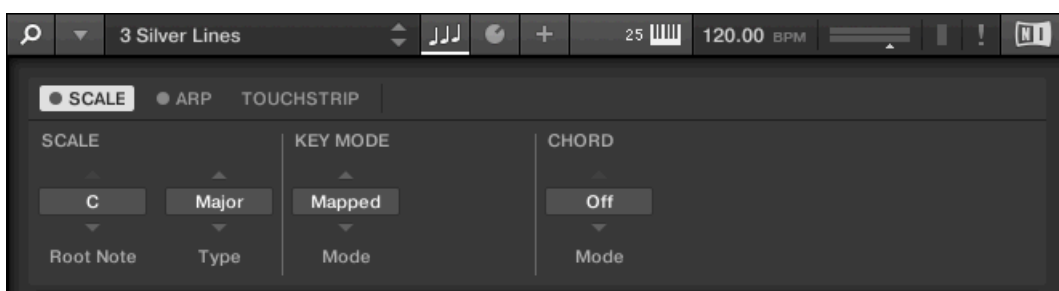 3 Silver Lines 25 120.00 BPM ! NI
SCALE ARP TOUCHSTRIP
SCALE KEY MODE CHORD
C Major Mapped Off
Root Note Type Mode Mode